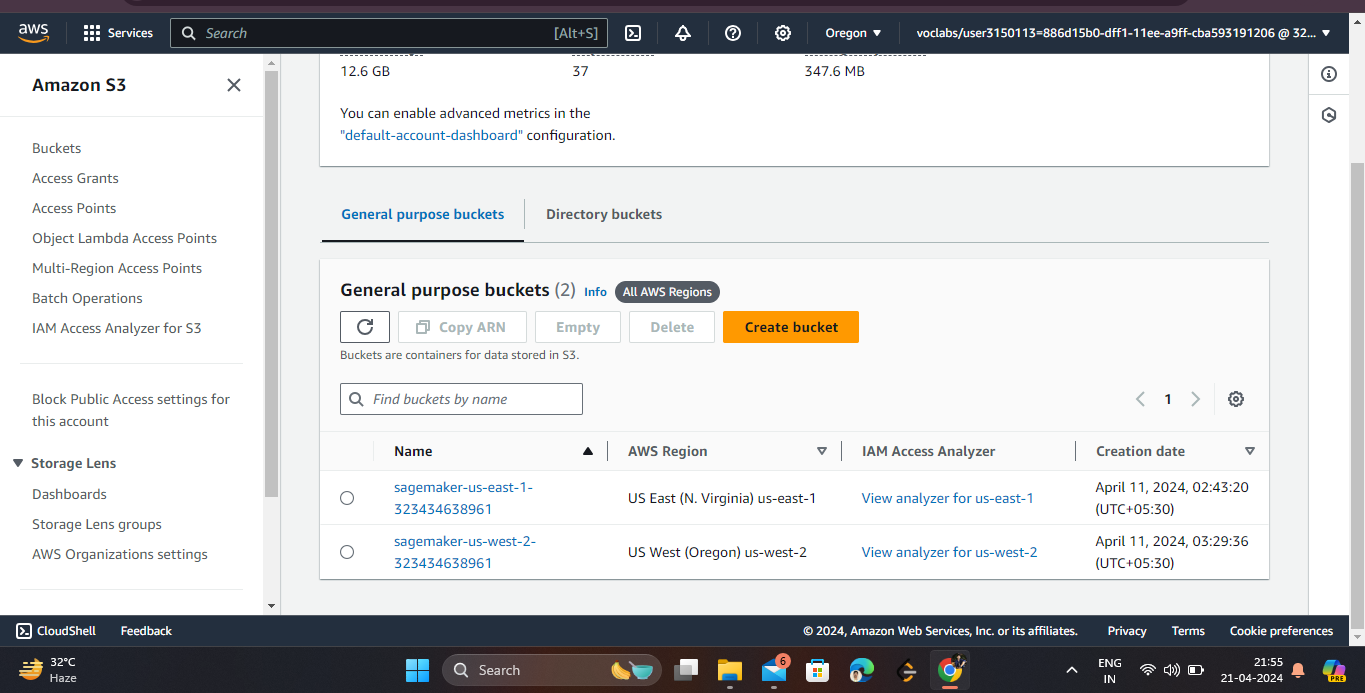 aws
Services
Search
[Alt+S]
Oregon
voclabs/user3150113=886d15b0-dff1-11ee-a9ff-cba593191206 @ 32...
Amazon S3
Buckets
Access Grants
Access Points
Object Lambda Access Points
Multi-Region Access Points
Batch Operations
IAM Access Analyzer for S3
Block Public Access settings for
this account
Storage Lens
Dashboards
Storage Lens groups
AWS Organizations settings
12.6 GB
37
347.6 MB
You can enable advanced metrics in the
"default-account-dashboard" configuration.
General purpose buckets
Directory buckets
General purpose buckets (2) Info All AWS Regions
Copy ARN
Empty
Delete
Create bucket
Buckets are containers for data stored in S3.
Find buckets by name
1
Name
AWS Region
IAM Access Analyzer
Creation date
sagemaker-us-east-1-
323434638961
US East (N. Virginia) us-east-1
View analyzer for us-east-1
April 11, 2024, 02:43:20
(UTC+05:30)
sagemaker-us-west-2-
323434638961
US West (Oregon) us-west-2
View analyzer for us-west-2
April 11, 2024, 03:29:36
(UTC+05:30)
CloudShell
Feedback
© 2024, Amazon Web Services, Inc. or its affiliates.
Privacy
Terms
Cookie preferences
32°C
Haze
Search
6
ENG
IN
21:55
21-04-2024
PRE